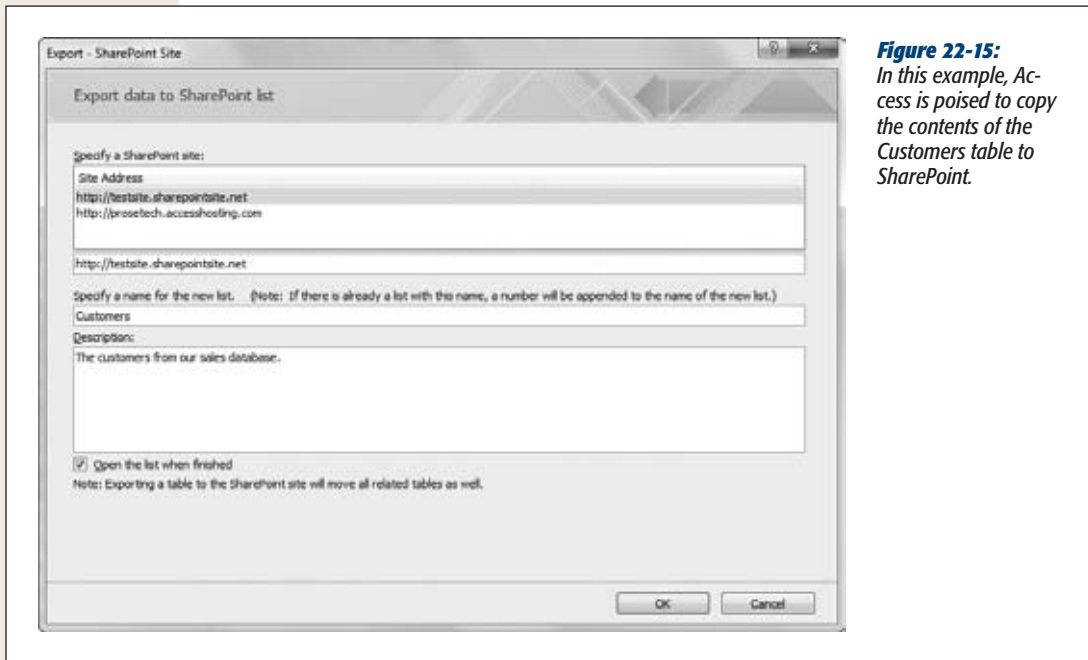 Export - SharePoint Site
Export data to SharePoint list
Specify a SharePoint site:
Site Address
http://testsite.sharepointsite.net
http://prosetech.accesshosting.com
http://testsite.sharepointsite.net
Specify a name for the new list. (Note: If there is already a list with this name, a number will be appended to the name of the new list.)
Customers
Description:
The customers from our sales database.
Open the list when finished
Note: Exporting a table to the SharePoint site will move all related tables as well.
OK
Cancel
Figure 22-15:
In this example, Ac-
cess is poised to copy
the contents of the
Customers table to
SharePoint.